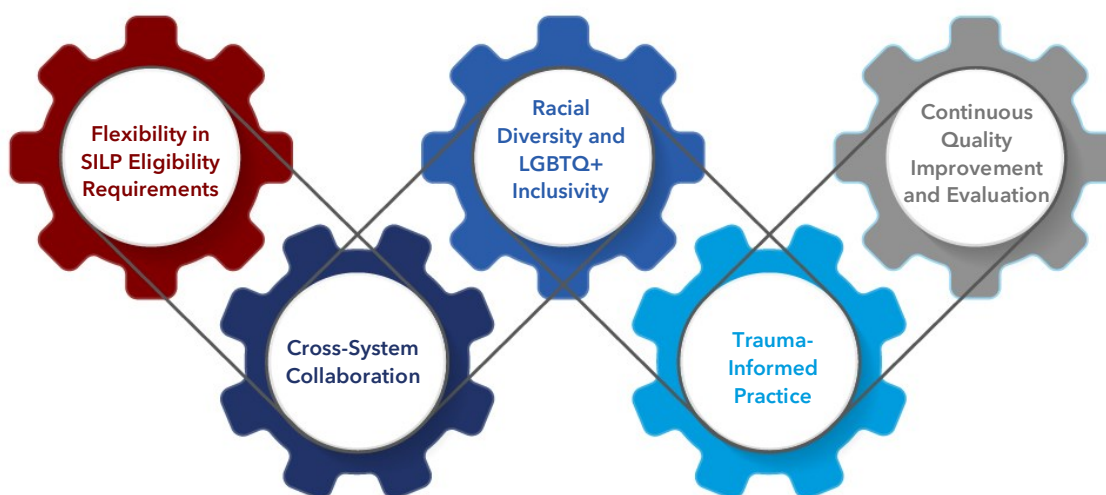 Flexibility in
SILP Eligibility
Requirements
Cross-System
Collaboration
Racial
Diversity and
LGBTQ+
Inclusivity
Trauma-
Informed
Practice
Continuous
Quality
Improvement
and Evaluation